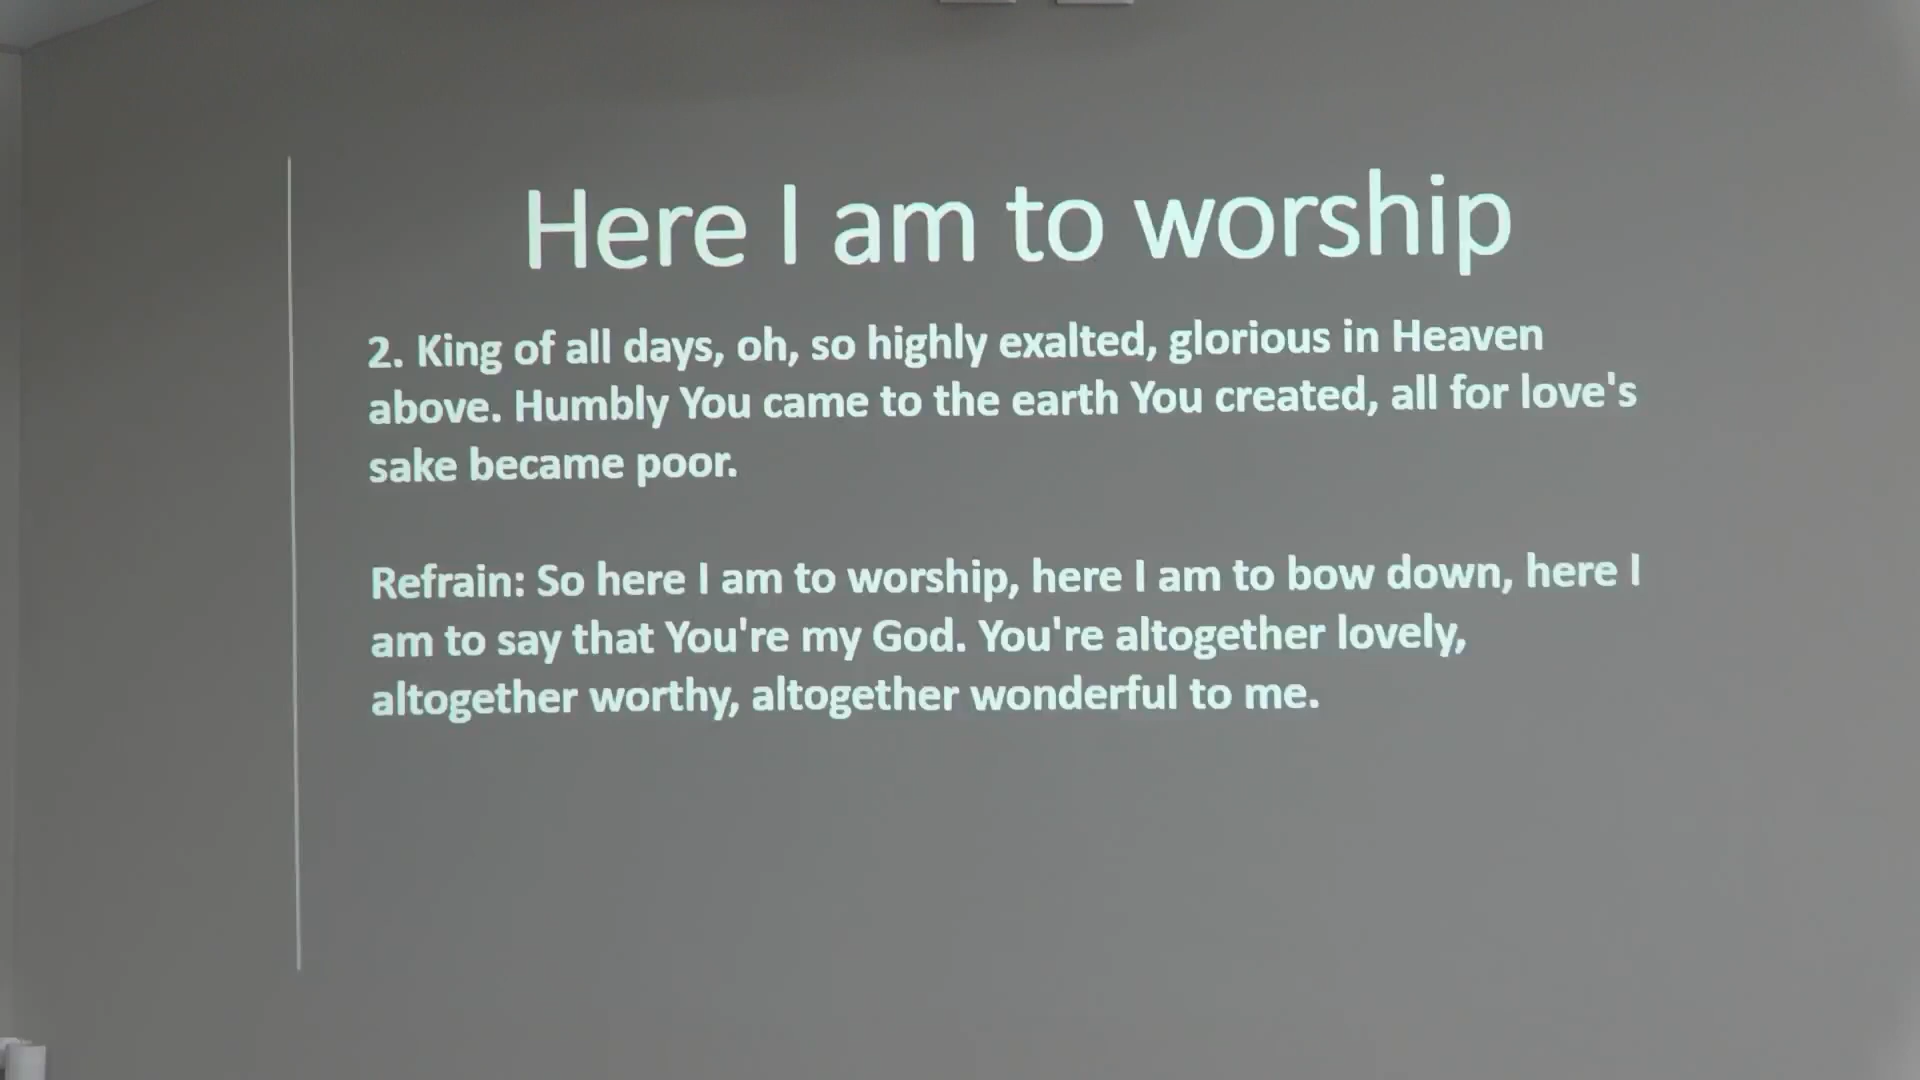 Here I am to worship
2. King of all days, oh, so highly exalted, glorious in Heaven
above. Humbly You came to the earth You created, all for love's
sake became poor.
Refrain: So here I am to worship, here I am to bow down, here I
am to say that You're my God. You're altogether lovely,
altogether worthy, altogether wonderful to me.